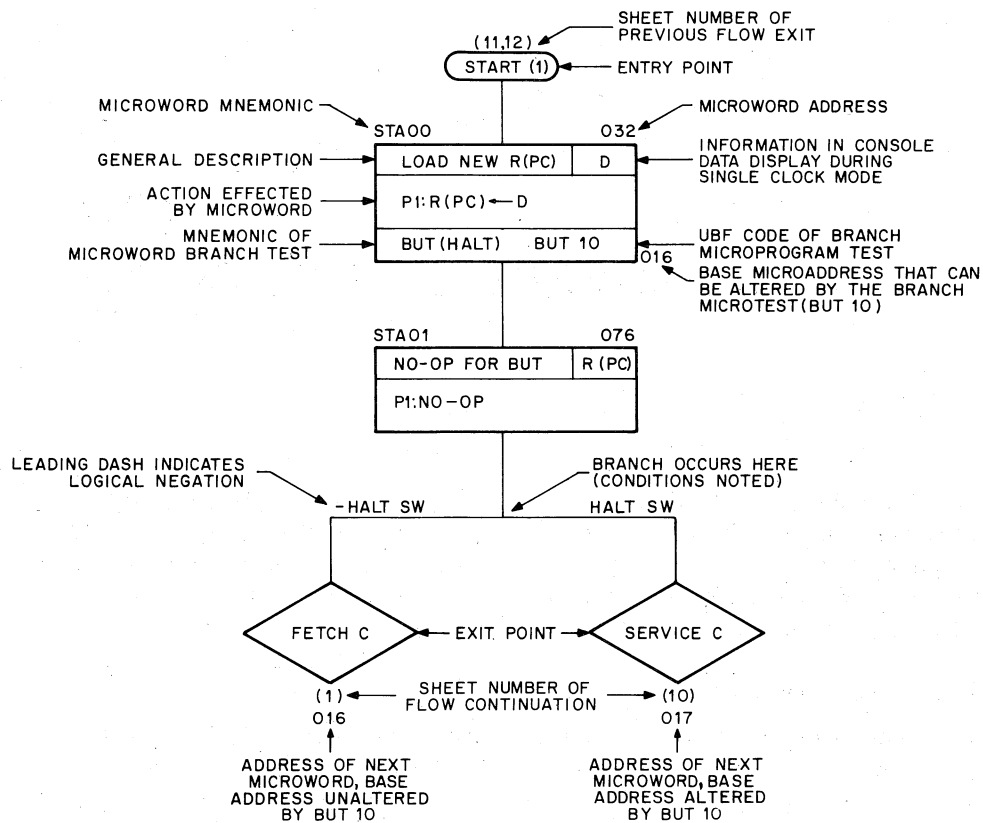 SHEET NUMBER OF
PREVIOUS FLOW EXIT
(11,12)
START (1)
ENTRY POINT
MICROWORD MNEMONIC
MICROWORD ADDRESS
STA00
032
GENERAL DESCRIPTION
LOAD NEW R(PC)
D
INFORMATION IN CONSOLE
DATA DISPLAY DURING
SINGLE CLOCK MODE
ACTION EFFECTED
BY MICROWORD
P1:R(PC)←D
MNEMONIC OF
MICROWORD BRANCH TEST
BUT(HALT) BUT 10
UBF CODE OF BRANCH
MICROPROGRAM TEST
016
BASE MICROADDRESS THAT CAN
BE ALTERED BY THE BRANCH
MICROTEST(BUT 10)
STA01
076
NO-OP FOR BUT
R(PC)
P1:NO-OP
LEADING DASH INDICATES
LOGICAL NEGATION
BRANCH OCCURS HERE
(CONDITIONS NOTED)
-HALT SW
HALT SW
FETCH C
EXIT POINT
SERVICE C
(1)
SHEET NUMBER OF
FLOW CONTINUATION
(10)
016
017
ADDRESS OF NEXT
MICROWORD, BASE
ADDRESS UNALTERED
BY BUT 10
ADDRESS OF NEXT
MICROWORD, BASE
ADDRESS ALTERED
BY BUT 10